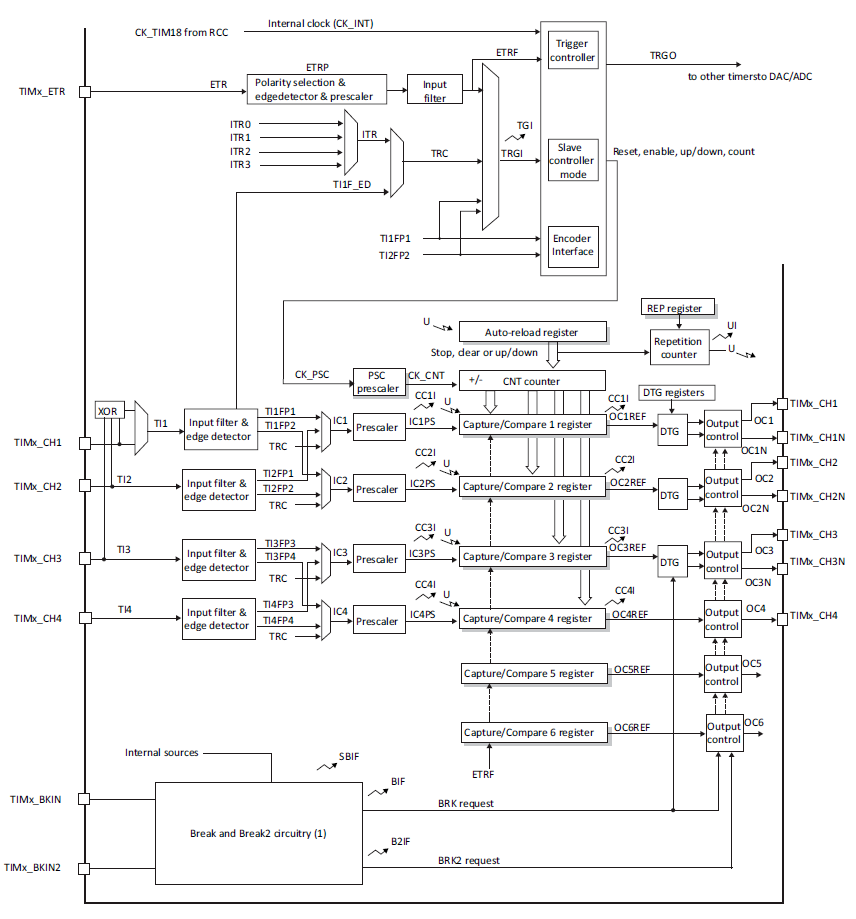 Internal clock (CK_INT)
CK_TIM18 from RCC
Trigger
controller
ETRF
TRGO
to other timersto DAC/ADC
ETRP
TIMx_ETR
ETR
Polarity selection &
edgedetector & prescaler
Input
filter
ITR0
ITR1
ITR2
ITR3
ITR
TGI
TRC
TRGI
Slave
controller
mode
Reset, enable, up/down, count
TI1F_ED
TI1FP1
TI2FP2
Encoder
Interface
REP register
U
Auto-reload register
UI
Repetition
counter
U
Stop, clear or up/down
CK_PSC
PSC
prescaler
CK_CNT
+/-
CNT counter
DTG registers
XOR
TI1
Input filter &
edge detector
TI1FP1
TI1FP2
TRC
IC1
Prescaler
CC1I
U
IC1PS
Capture/Compare 1 register
CC1I
OC1REF
DTG
Output
control
OC1
OC1N
TIMx_CH1
TIMx_CH1
TIMx_CH1N
TIMx_CH2
TI2
Input filter &
edge detector
TI2FP1
TI2FP2
TRC
IC2
Prescaler
CC2I
U
IC2PS
Capture/Compare 2 register
CC2I
OC2REF
DTG
Output
control
OC2
OC2N
TIMx_CH2
TIMx_CH2N
TIMx_CH3
TI3
Input filter &
edge detector
TI3FP3
TI3FP4
TRC
IC3
Prescaler
CC3I
U
IC3PS
Capture/Compare 3 register
CC3I
OC3REF
DTG
Output
control
OC3
OC3N
TIMx_CH3
TIMx_CH3N
TIMx_CH4
TI4
Input filter &
edge detector
TI4FP3
TI4FP4
TRC
IC4
Prescaler
CC4I
U
IC4PS
Capture/Compare 4 register
CC4I
OC4REF
Output
control
OC4
TIMx_CH4
Capture/Compare 5 register
OC5REF
Output
control
OC5
Capture/Compare 6 register
OC6REF
Output
control
OC6
ETRF
Internal sources
SBIF
TIMx_BKIN
BIF
BRK request
Break and Break2 circuitry (1)
B2IF
BRK2 request
TIMx_BKIN2